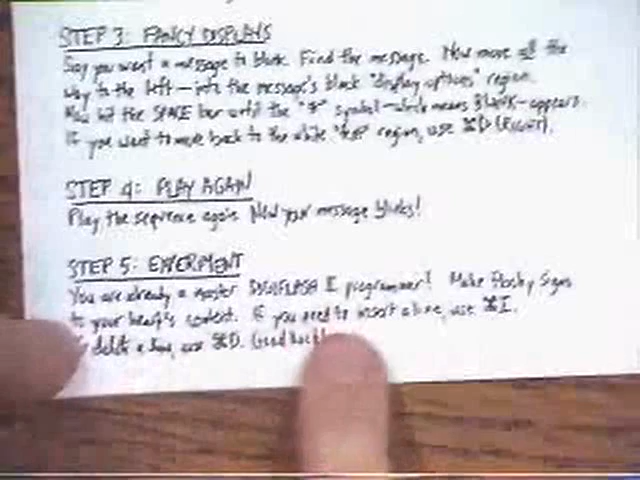 STEP 3: FANCY DISPLAYS
Say you want a message to blink. Find the message. Now move all the
way to the left—into the message's black "display options" region.
Now hit the SPACE bar until the "*" symbol—which means BLINK—appears.
If you want to move back to the white "text" region, use ⌘D (RIGHT).
STEP 4: PLAY AGAIN
Play the sequence again. Now your message blinks!
STEP 5: EXPERIMENT
You are already a master II programmer! Make flashy signs
to your heart's content. If you need to insert a line, use ⌘I.
delete a line, use ⌘D. Good luck!